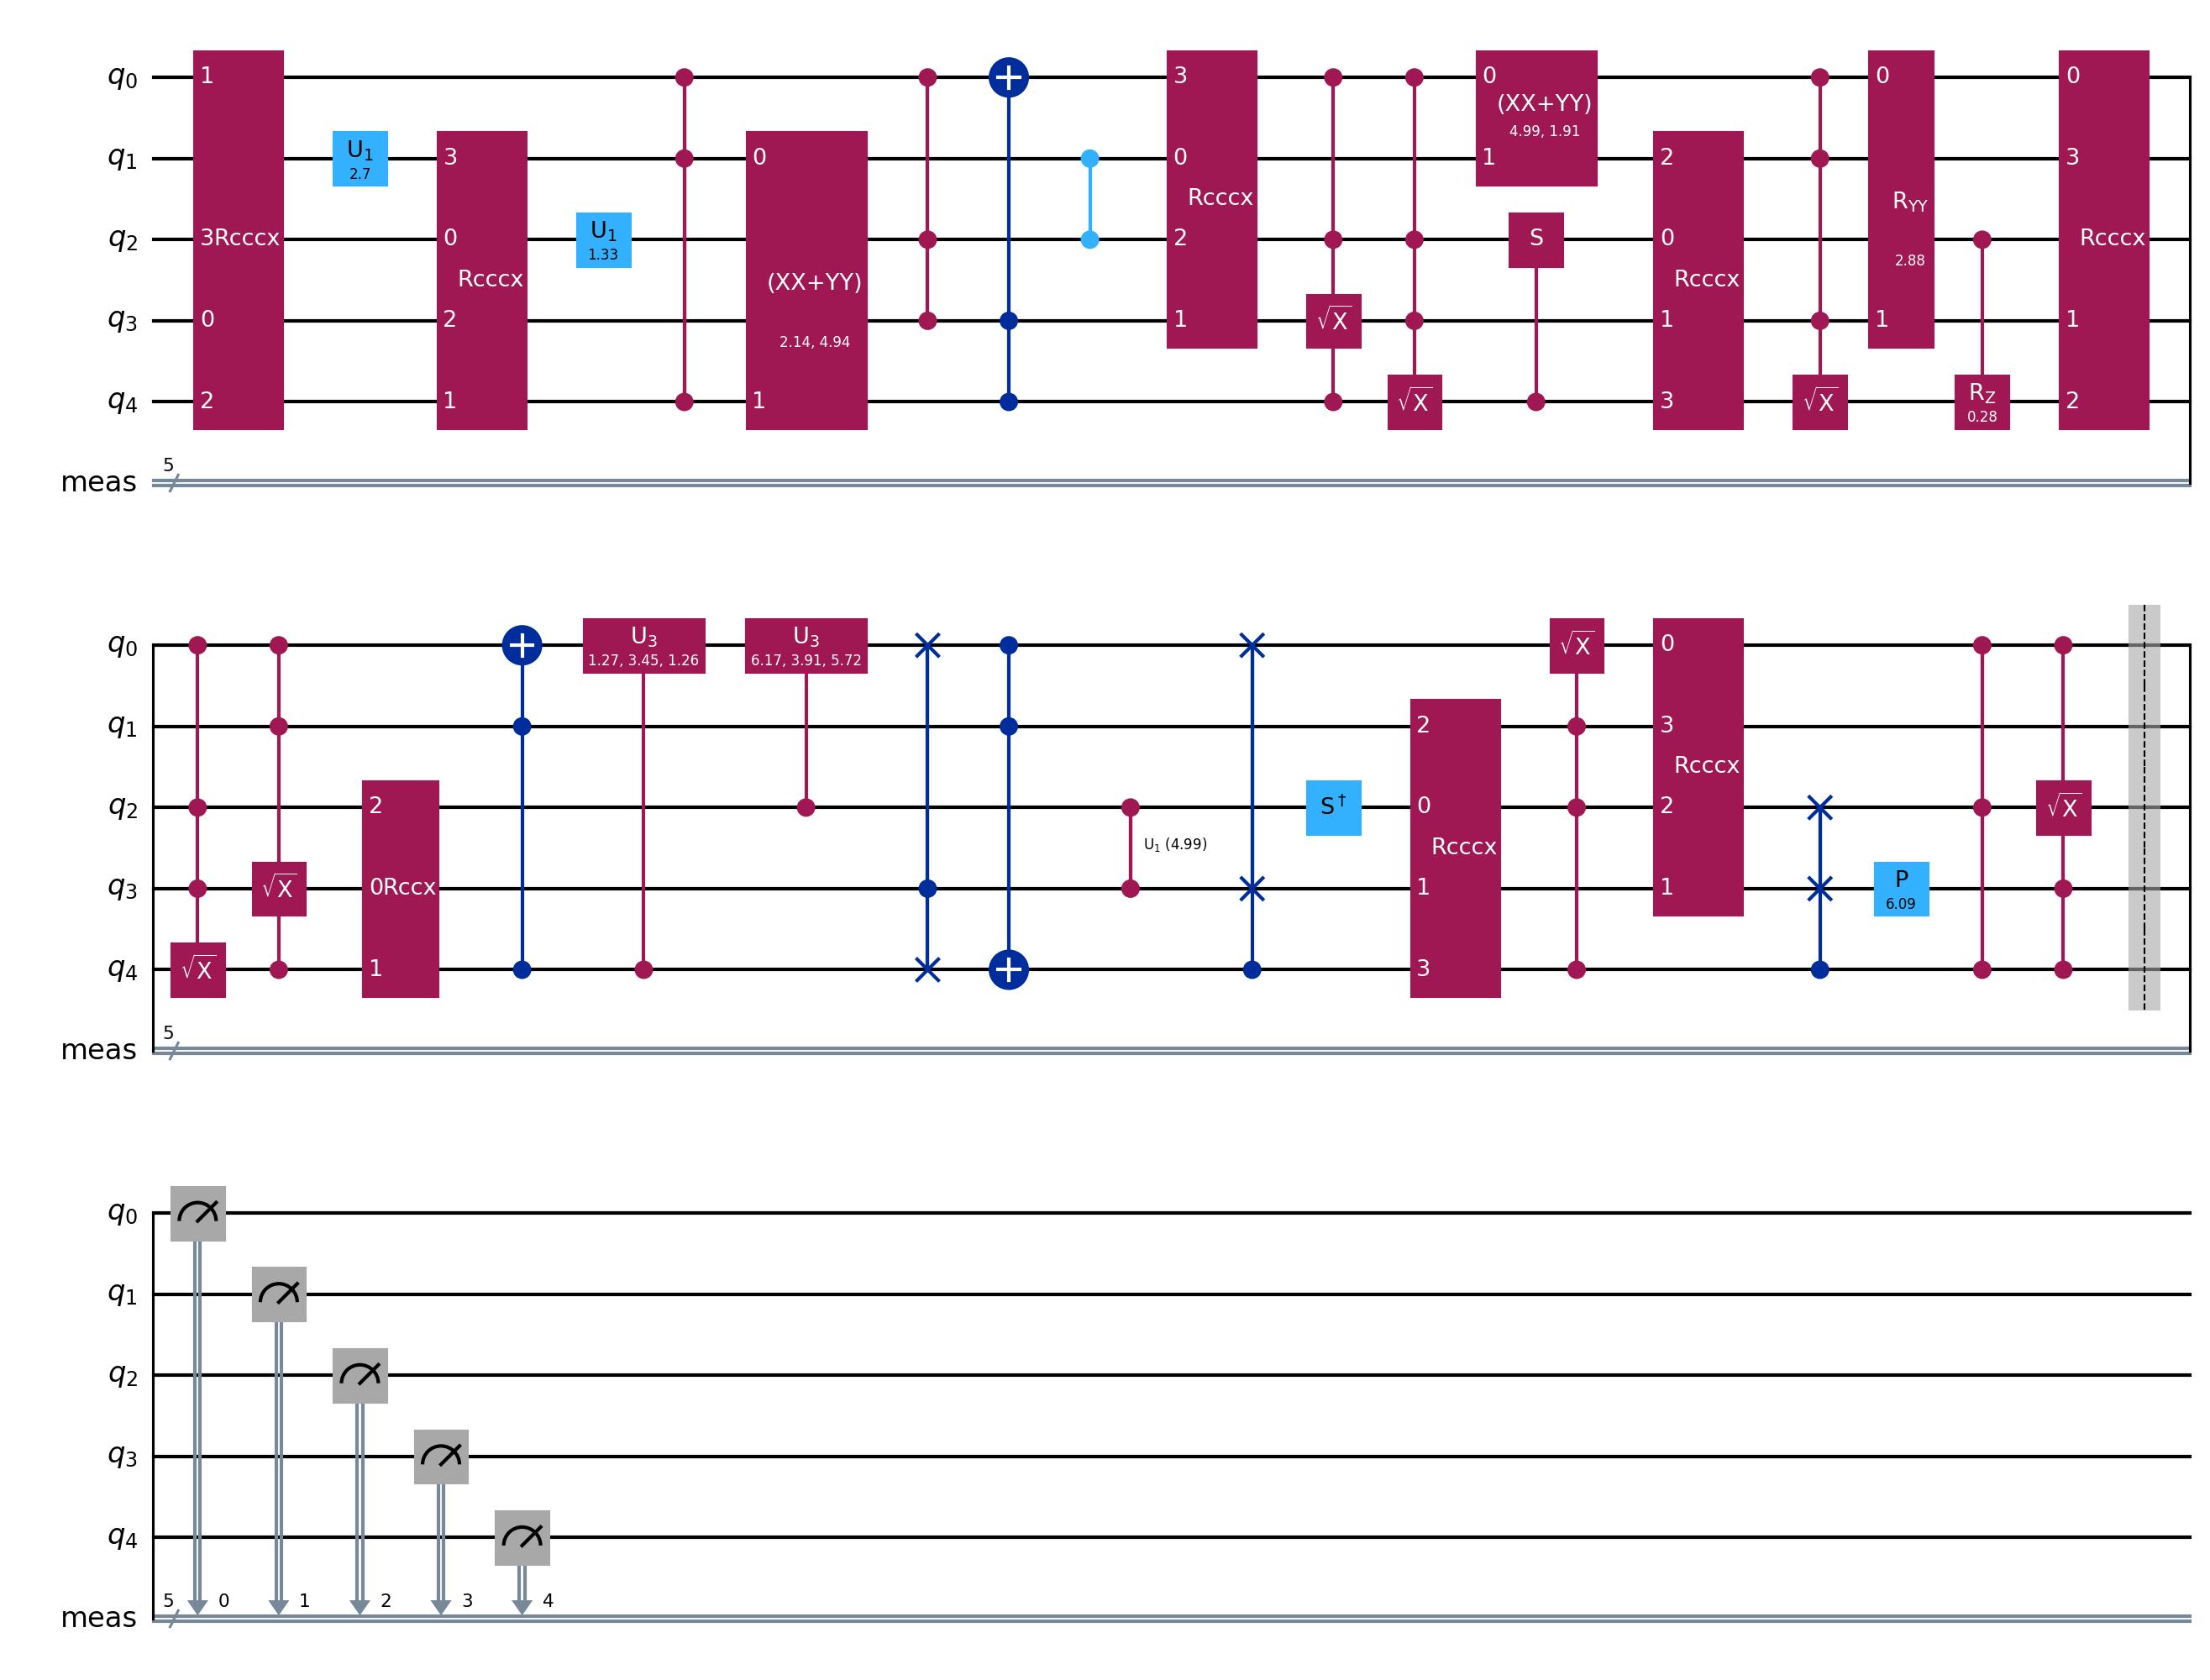 q0 1 3 (XX+YY) 0 0 0
0 4.99, 1.91
q1 U1 2.7 3 0 0 1 2 3
Rcccx RYY
q2 3Rcccx 0 U1 1.33 2 S 0 2.88 Rcccx
Rcccx (XX+YY) Rcccx
q3 0 2 2.14, 4.94 1 √X 1 1 1
q4 2 1 1 √X 3 √X RZ 0.28 2
5
meas
q0 U3 1.27, 3.45, 1.26 U3 6.17, 3.91, 5.72 √X 0
q1 2 3
Rcccx
q2 2 S† 0 2 √X
U1 (4.99) Rcccx
q3 √X 0Rccx 1 1 P 6.09
q4 √X 1 3
5
meas
q0
q1
q2
q3
q4
5 0 1 2 3 4
meas